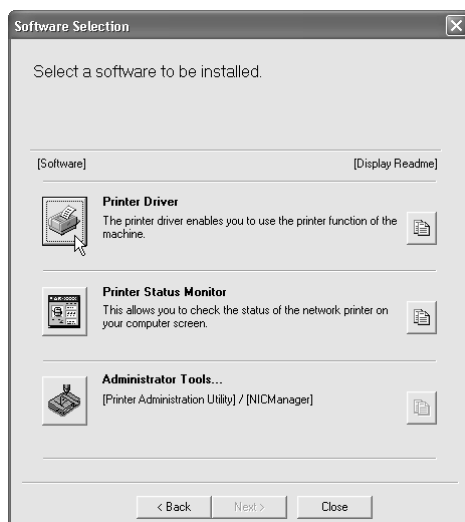 Software Selection
Select a software to be installed.
[Software] [Display Readme]
Printer Driver
The printer driver enables you to use the printer function of the
machine.
Printer Status Monitor
This allows you to check the status of the network printer on
your computer screen.
Administrator Tools...
[Printer Administration Utility] / [NICManager]
< Back Next > Close